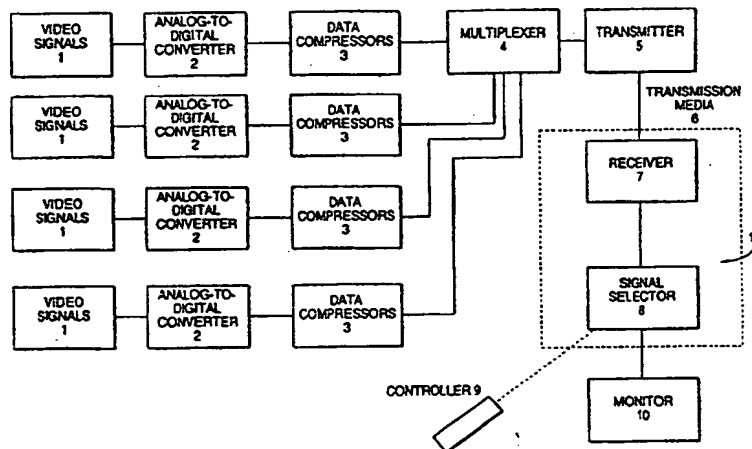 VIDEO
SIGNALS
1
ANALOG-TO-
DIGITAL
CONVERTER
2
DATA
COMPRESSORS
3
MULTIPLEXER
4
TRANSMITTER
5
VIDEO
SIGNALS
1
ANALOG-TO-
DIGITAL
CONVERTER
2
DATA
COMPRESSORS
3
TRANSMISSION
MEDIA
6
VIDEO
SIGNALS
1
ANALOG-TO-
DIGITAL
CONVERTER
2
DATA
COMPRESSORS
3
RECEIVER
7
VIDEO
SIGNALS
1
ANALOG-TO-
DIGITAL
CONVERTER
2
DATA
COMPRESSORS
3
SIGNAL
SELECTOR
8
CONTROLLER 9
MONITOR
10